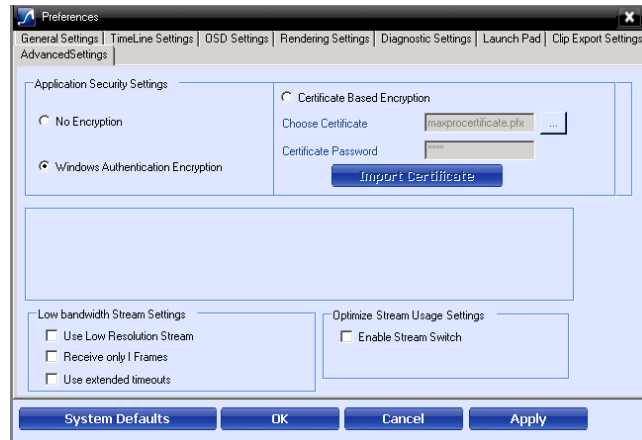 Preferences
General Settings TimeLine Settings OSD Settings Rendering Settings Diagnostic Settings Launch Pad Clip Export Settings
AdvancedSettings
Application Security Settings
Certificate Based Encryption
No Encryption
Choose Certificate maxprocertificate.pfx ...
Certificate Password ****
Windows Authentication Encryption
Import Certificate
Low bandwidth Stream Settings
Optimize Stream Usage Settings
Use Low Resolution Stream
Enable Stream Switch
Receive only I Frames
Use extended timeouts
System Defaults OK Cancel Apply